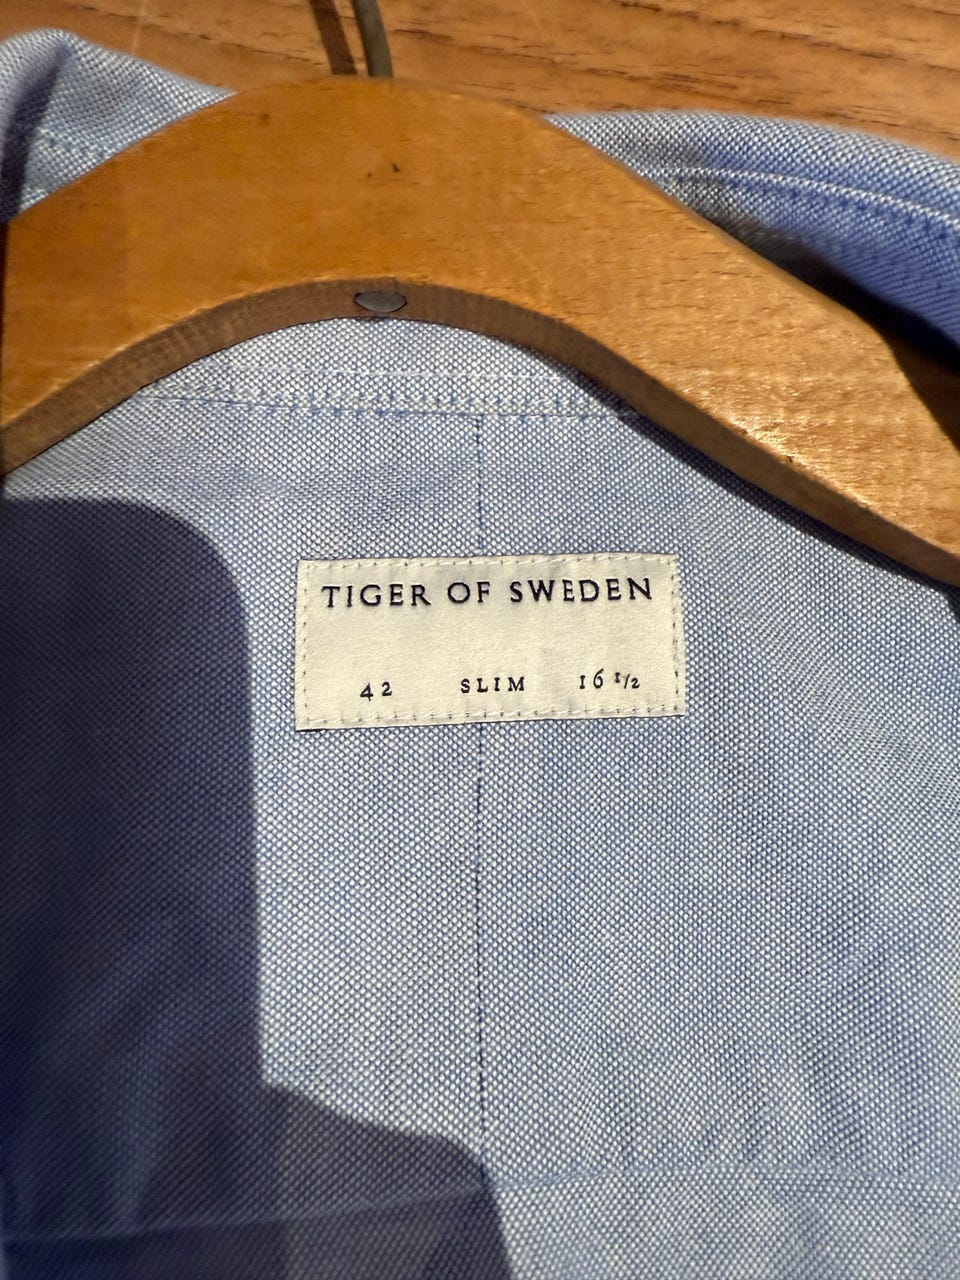 TIGER OF SWEDEN
42 SLIM 16 1/2